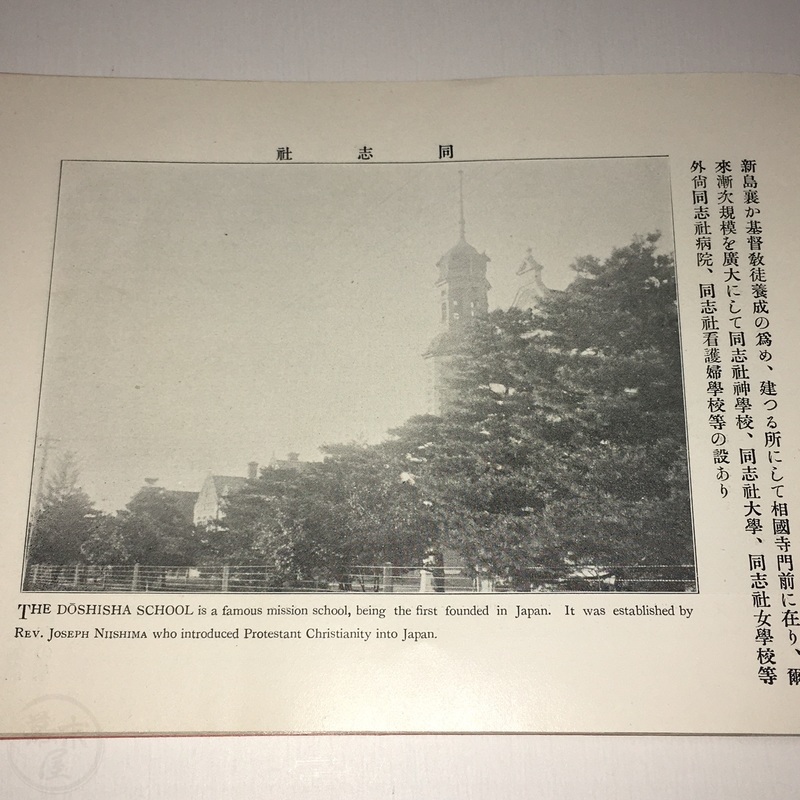 同志社
新島襄か基督敎徒養成の爲め、建つる所にして相國寺門前に在り、爾
來漸次規模を廣大にして同志社神學校、同志社大學、同志社女學校等
外尙同志社病院、同志社看護婦學校等の設あり
THE DŌSHISHA SCHOOL is a famous mission school, being the first founded in Japan. It was established by
REV. JOSEPH NIISHIMA who introduced Protestant Christianity into Japan.